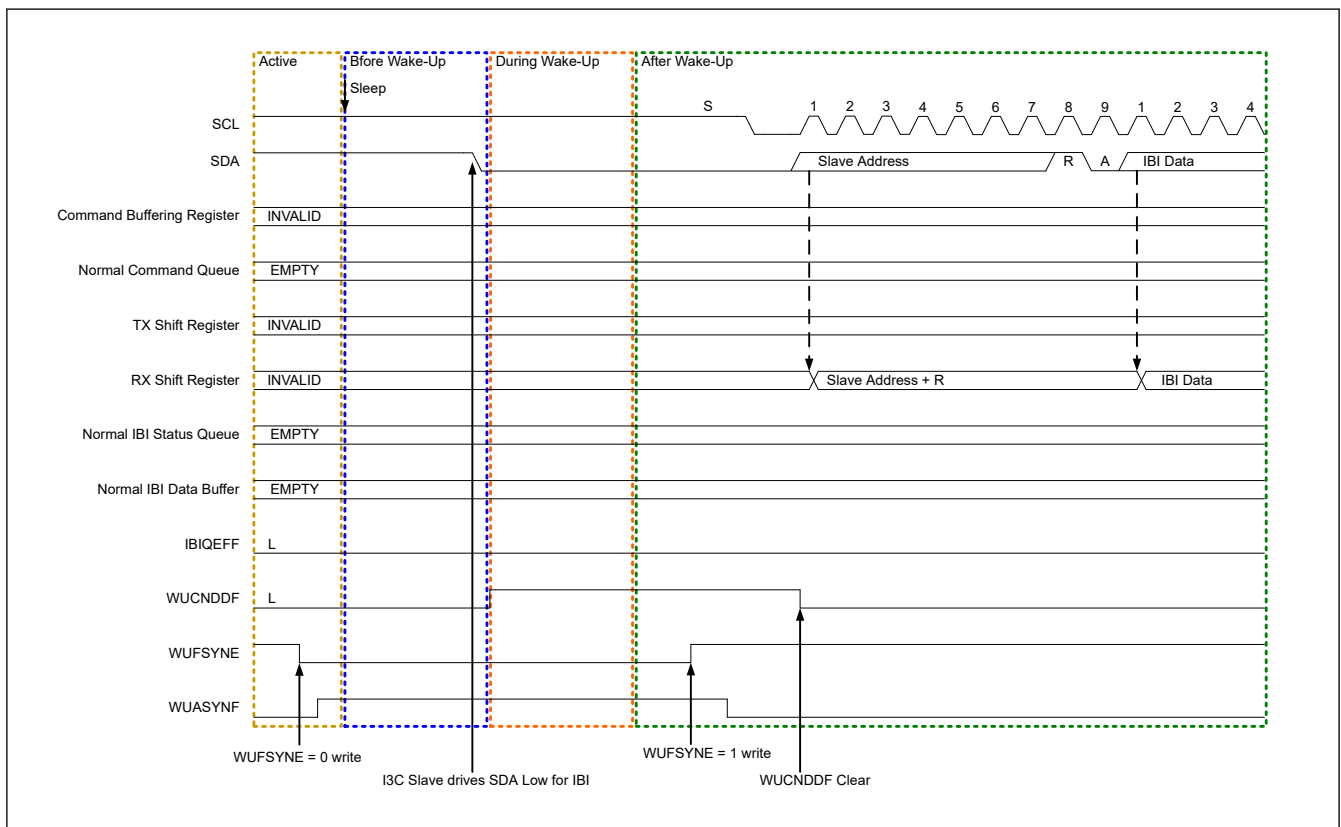 Active Bfore Wake-Up During Wake-Up After Wake-Up
Sleep
S 1 2 3 4 5 6 7 8 9 1 2 3 4
SCL
SDA Slave Address R A IBI Data
Command Buffering Register INVALID
Normal Command Queue EMPTY
TX Shift Register INVALID
RX Shift Register INVALID Slave Address + R IBI Data
Normal IBI Status Queue EMPTY
Normal IBI Data Buffer EMPTY
IBIQEFF L
WUCNDDF L
WUFSYNE
WUASYNF
WUFSYNE = 0 write WUFSYNE = 1 write
I3C Slave drives SDA Low for IBI WUCNDDF Clear